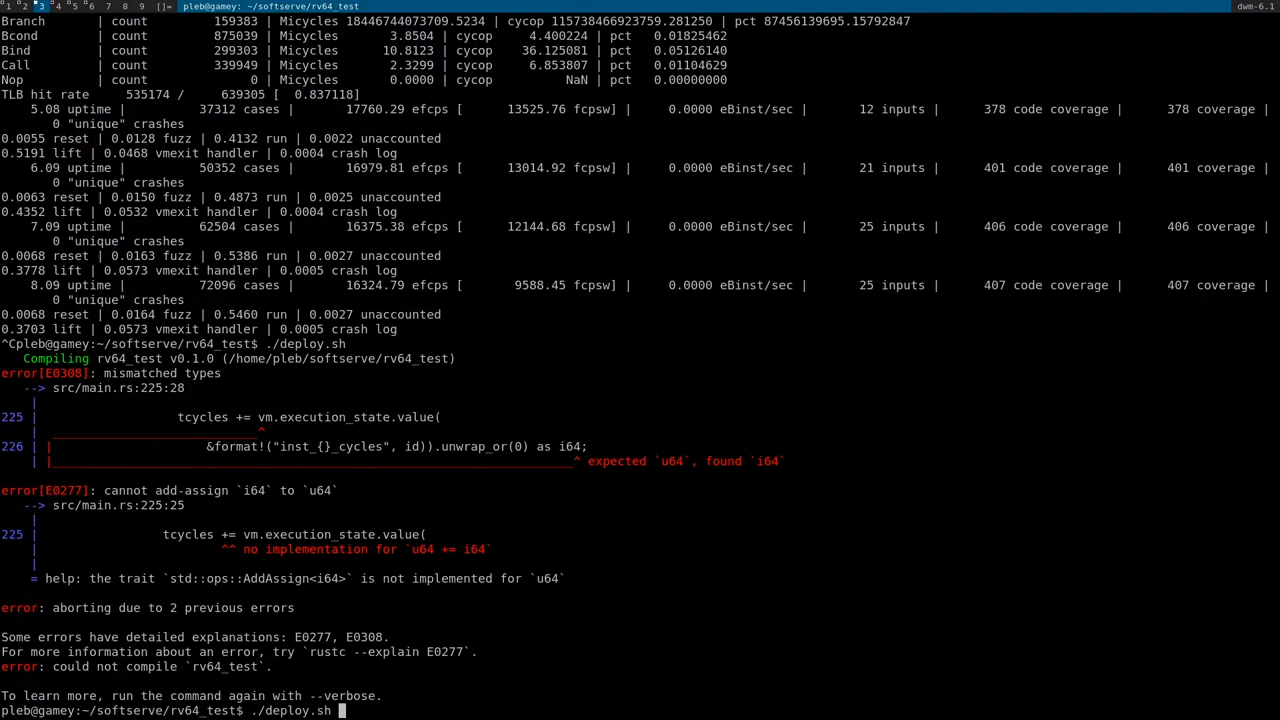 1 2 3 4 5 6 7 8 9 []= pleb@gamey:~/softserve/rv64_test dwm-6.1
Branch | count 159383 | Micycles 18446744073709.5234 | cycop 115738466923759.281250 | pct 87456139695.15792847
Bcond | count 875039 | Micycles 3.8504 | cycop 4.400224 | pct 0.01825462
Bind | count 299303 | Micycles 10.8123 | cycop 36.125081 | pct 0.05126140
Call | count 339949 | Micycles 2.3299 | cycop 6.853807 | pct 0.01104629
Nop | count 0 | Micycles 0.0000 | cycop NaN | pct 0.00000000
TLB hit rate 535174 / 639305 [ 0.837118]
5.08 uptime | 37312 cases | 17760.29 efcps [ 13525.76 fcpsw] | 0.0000 eBinst/sec | 12 inputs | 378 code coverage | 378 coverage |
0 "unique" crashes
0.0055 reset | 0.0128 fuzz | 0.4132 run | 0.0022 unaccounted
0.5191 lift | 0.0468 vmexit handler | 0.0004 crash log
6.09 uptime | 50352 cases | 16979.81 efcps [ 13014.92 fcpsw] | 0.0000 eBinst/sec | 21 inputs | 401 code coverage | 401 coverage |
0 "unique" crashes
0.0063 reset | 0.0150 fuzz | 0.4873 run | 0.0025 unaccounted
0.4352 lift | 0.0532 vmexit handler | 0.0004 crash log
7.09 uptime | 62504 cases | 16375.38 efcps [ 12144.68 fcpsw] | 0.0000 eBinst/sec | 25 inputs | 406 code coverage | 406 coverage |
0 "unique" crashes
0.0068 reset | 0.0163 fuzz | 0.5386 run | 0.0027 unaccounted
0.3778 lift | 0.0573 vmexit handler | 0.0005 crash log
8.09 uptime | 72096 cases | 16324.79 efcps [ 9588.45 fcpsw] | 0.0000 eBinst/sec | 25 inputs | 407 code coverage | 407 coverage |
0 "unique" crashes
0.0068 reset | 0.0164 fuzz | 0.5460 run | 0.0027 unaccounted
0.3703 lift | 0.0573 vmexit handler | 0.0005 crash log
^Cpleb@gamey:~/softserve/rv64_test$ ./deploy.sh
Compiling rv64_test v0.1.0 (/home/pleb/softserve/rv64_test)
error[E0308]: mismatched types
--> src/main.rs:225:28
|
225 | tcycles += vm.execution_state.value(
| ____________________________^
226 | | &format!("inst_{}_cycles", id)).unwrap_or(0) as i64;
| |_______________________________________________________________________^ expected `u64`, found `i64`
error[E0277]: cannot add-assign `i64` to `u64`
--> src/main.rs:225:25
|
225 | tcycles += vm.execution_state.value(
| ^^ no implementation for `u64 += i64`
|
= help: the trait `std::ops::AddAssign<i64>` is not implemented for `u64`
error: aborting due to 2 previous errors
Some errors have detailed explanations: E0277, E0308.
For more information about an error, try `rustc --explain E0277`.
error: could not compile `rv64_test`.
To learn more, run the command again with --verbose.
pleb@gamey:~/softserve/rv64_test$ ./deploy.sh